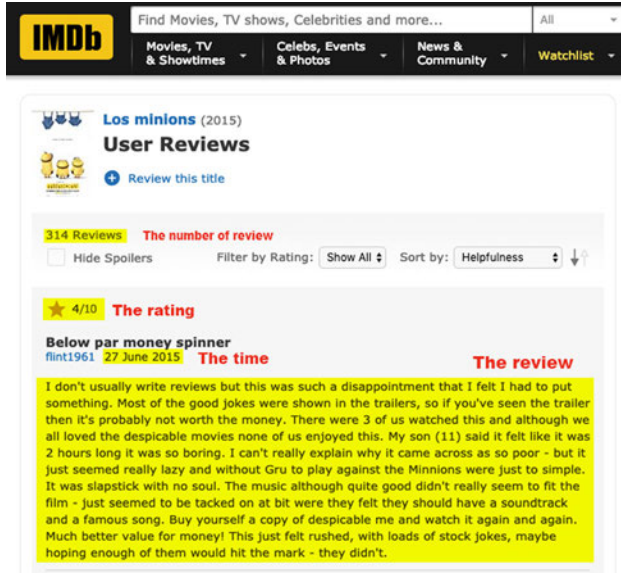 IMDb
Find Movies, TV shows, Celebrities and more...
All
Movies, TV
& Showtimes
Celebs, Events
& Photos
News &
Community
Watchlist
Los minions (2015)
User Reviews
Review this title
314 Reviews The number of review
Hide Spoilers Filter by Rating: Show All Sort by: Helpfulness
4/10 The rating
Below par money spinner
flint1961 27 June 2015 The time The review
I don't usually write reviews but this was such a disappointment that I felt I had to put
something. Most of the good jokes were shown in the trailers, so if you've seen the trailer
then it's probably not worth the money. There were 3 of us watched this and although we
all loved the despicable movies none of us enjoyed this. My son (11) said it felt like it was
2 hours long it was so boring. I can't really explain why it came across as so poor - but it
just seemed really lazy and without Gru to play against the Minnions were just to simple.
It was slapstick with no soul. The music although quite good didn't really seem to fit the
film - just seemed to be tacked on at bit were they felt they should have a soundtrack
and a famous song. Buy yourself a copy of despicable me and watch it again and again.
Much better value for money! This just felt rushed, with loads of stock jokes, maybe
hoping enough of them would hit the mark - they didn't.